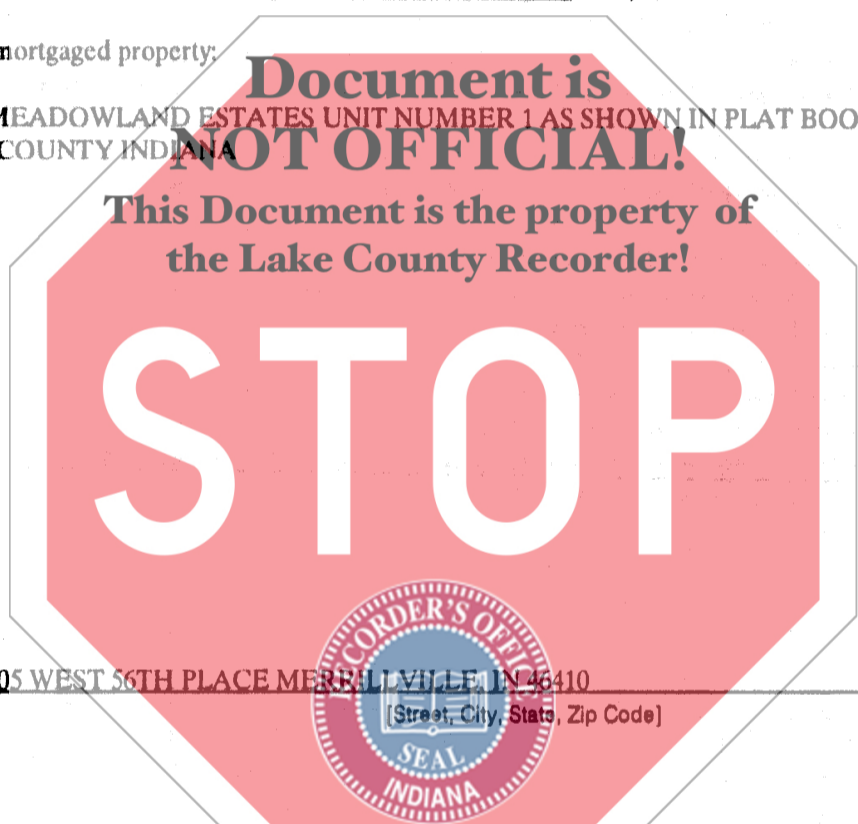 mortgaged property:
Document is
MEADOWLAND ESTATES UNIT NUMBER 1 AS SHOWN IN PLAT BOO
NOT OFFICIAL!
COUNTY INDIANA
This Document is the property of
the Lake County Recorder!
STOP
RECORDER'S OFFICE
05 WEST 56TH PLACE MERRILLVILLE, IN 46410
[Street, City, State, Zip Code]
SEAL
INDIANA